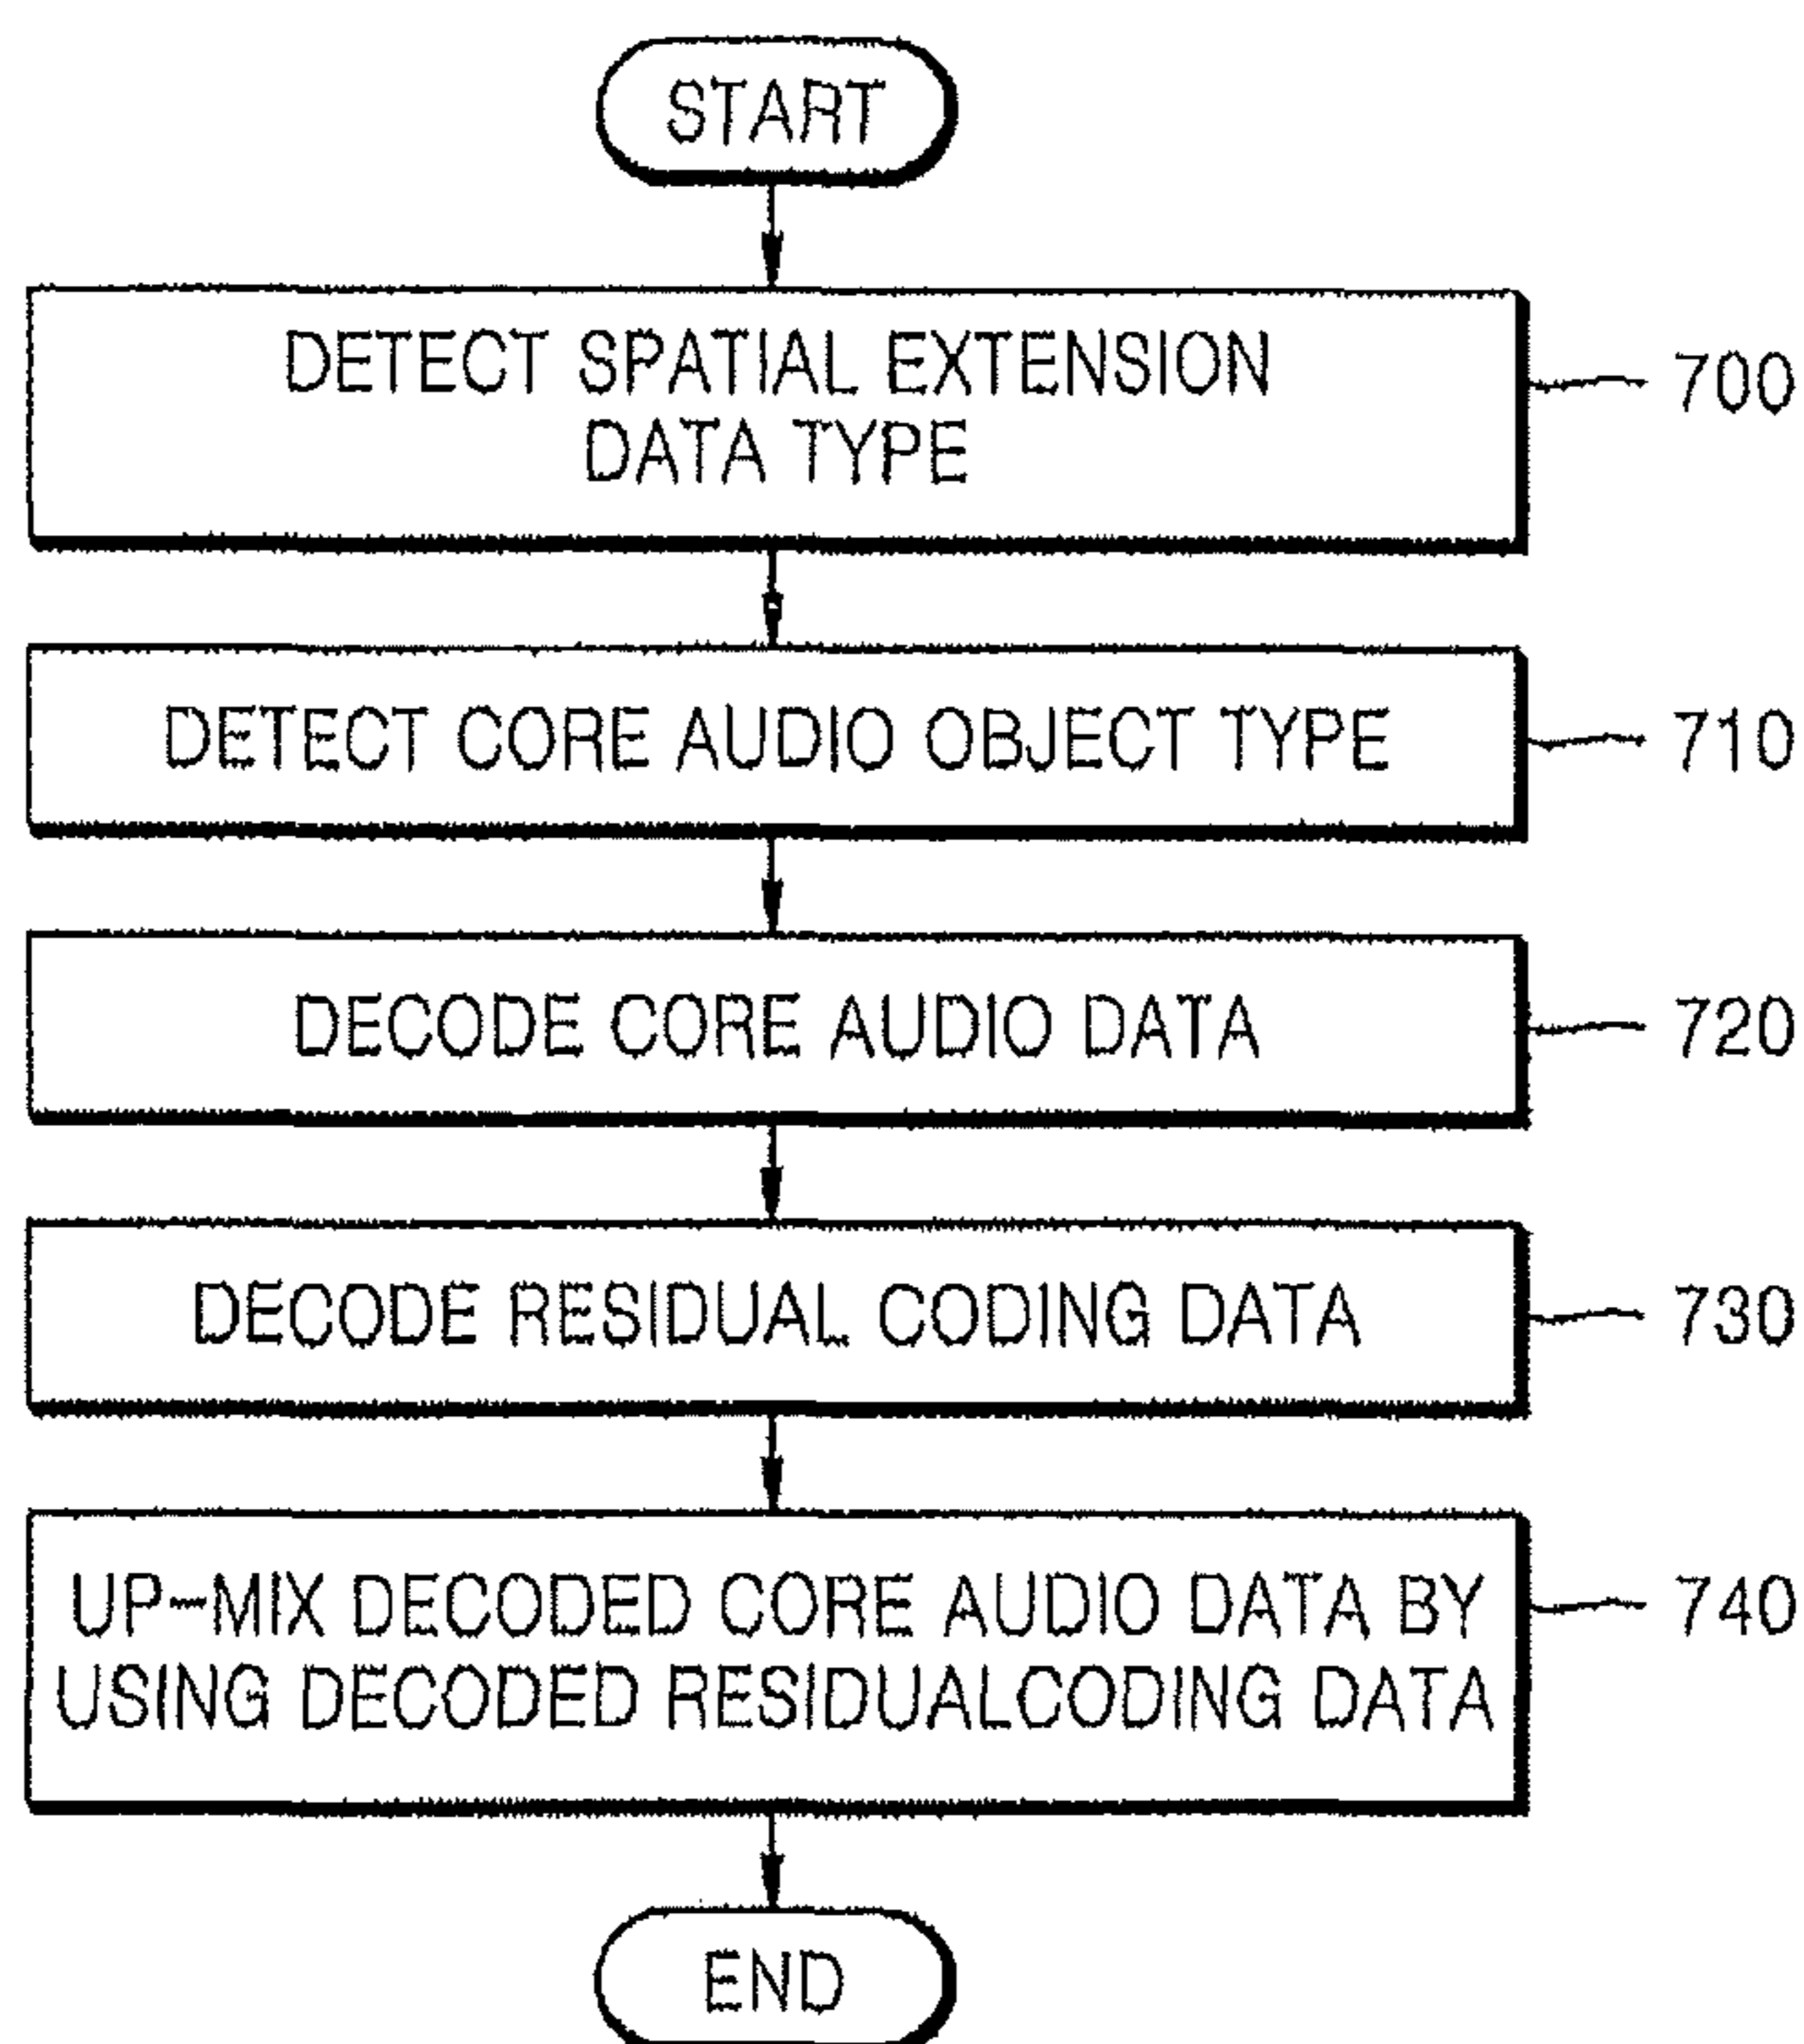 START
DETECT SPATIAL EXTENSION
DATA TYPE
700
DETECT CORE AUDIO OBJECT TYPE
710
DECODE CORE AUDIO DATA
720
DECODE RESIDUAL CODING DATA
730
UP-MIX DECODED CORE AUDIO DATA BY
USING DECODED RESIDUALCODING DATA
740
END